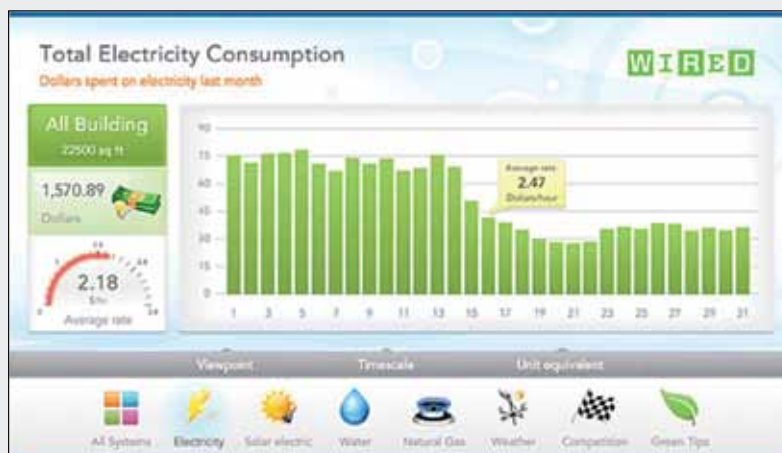 Total Electricity Consumption
Dollars spent on electricity last month
WIRED
All Building
22500 sq ft
1,570.89
Dollars
2.18
$/hr
Average rate
90
75
60
45
30
15
0
Average rate
2.47
Dollars/hour
1 3 5 7 9 11 13 15 17 19 21 23 25 27 29 31
Viewpoint Timescale Unit equivalent
All Systems Electricity Solar electric Water Natural Gas Weather Competition Green Tips